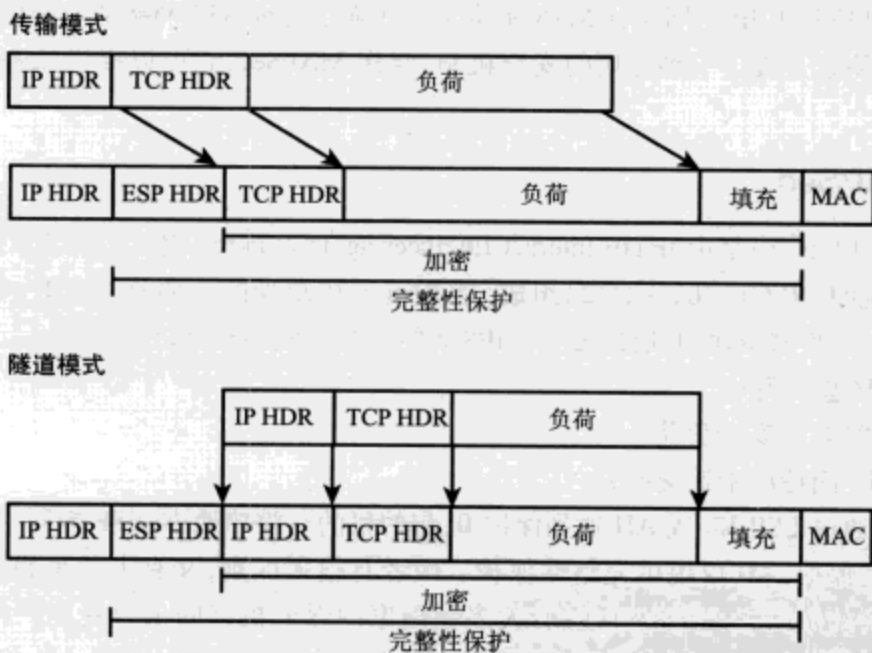 传输模式
IP HDR TCP HDR 负荷
IP HDR ESP HDR TCP HDR 负荷 填充 MAC
加密
完整性保护
隧道模式
IP HDR TCP HDR 负荷
IP HDR ESP HDR IP HDR TCP HDR 负荷 填充 MAC
加密
完整性保护